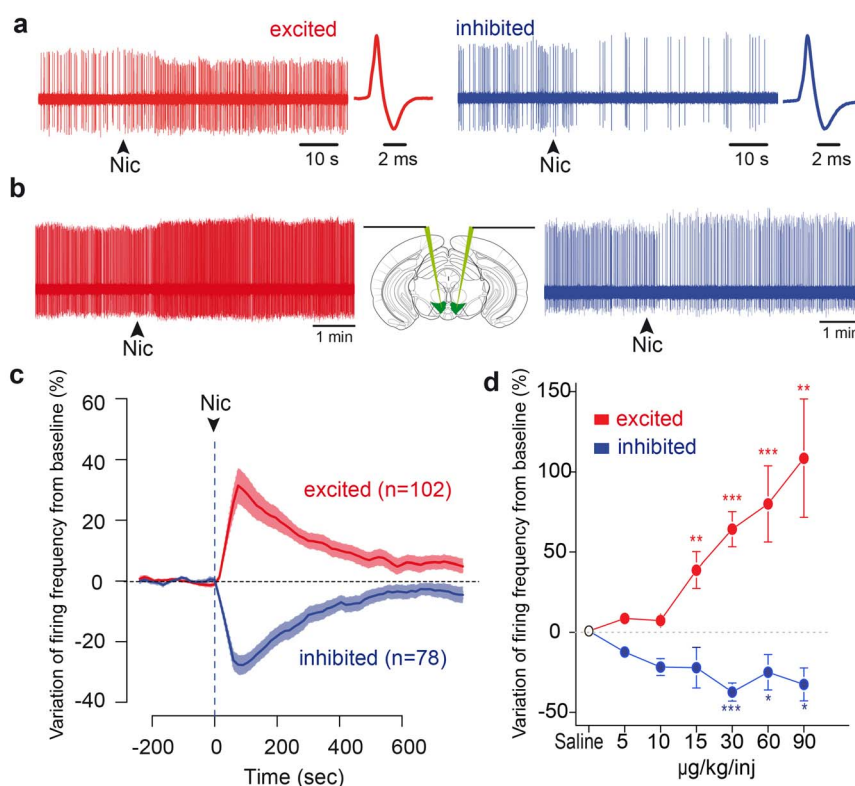 a
excited
inhibited
Nic
10 s
2 ms
Nic
10 s
2 ms
b
Nic
1 min
Nic
1 min
c
Variation of firing frequency from baseline (%)
60
40
20
0
-20
-40
Nic
excited (n=102)
inhibited (n=78)
-200
0
200
400
600
Time (sec)
d
Variation of firing frequency from baseline (%)
150
100
50
0
-50
excited
inhibited
**
***
***
**
***
*
*
Saline
5
10
15
30
60
90
µg/kg/inj